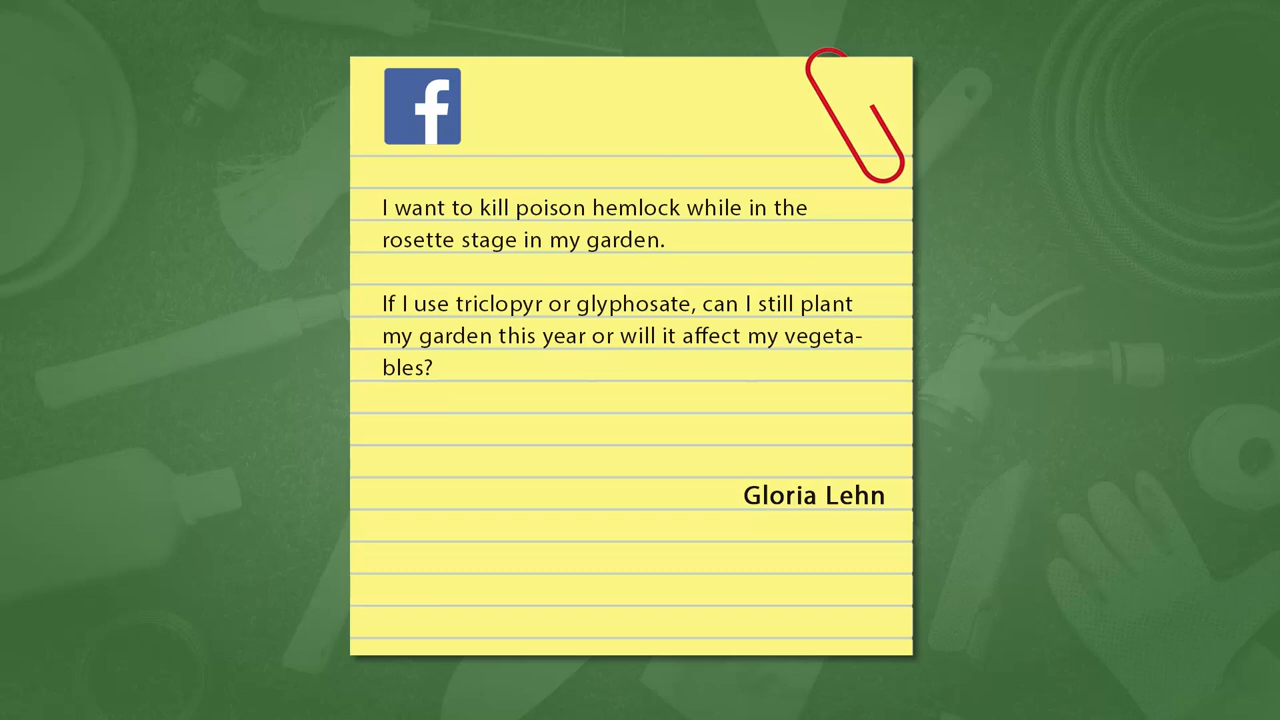 f
I want to kill poison hemlock while in the
rosette stage in my garden.
If I use triclopyr or glyphosate, can I still plant
my garden this year or will it affect my vegeta-
bles?
Gloria Lehn